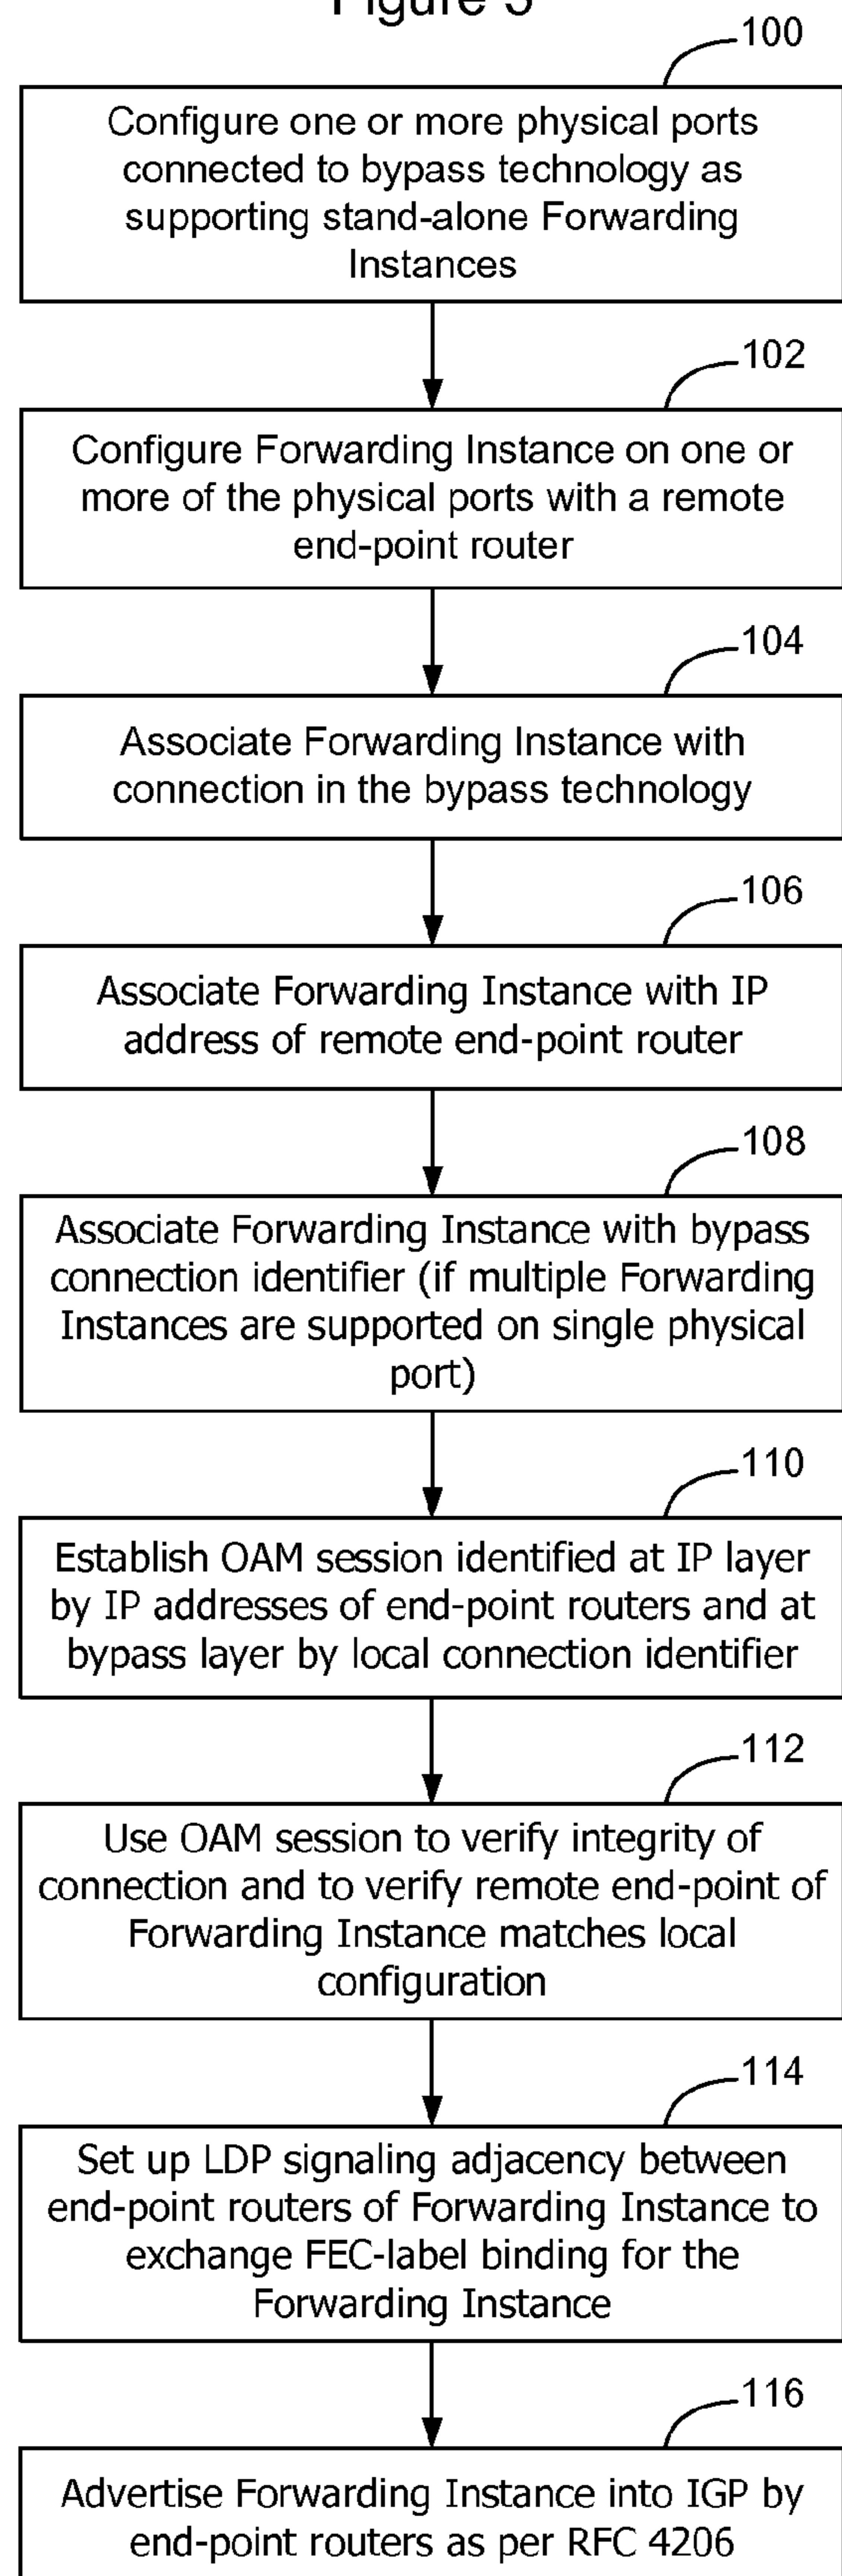 Figure 3
100
Configure one or more physical ports
connected to bypass technology as
supporting stand-alone Forwarding
Instances
102
Configure Forwarding Instance on one or
more of the physical ports with a remote
end-point router
104
Associate Forwarding Instance with
connection in the bypass technology
106
Associate Forwarding Instance with IP
address of remote end-point router
108
Associate Forwarding Instance with bypass
connection identifier (if multiple Forwarding
Instances are supported on single physical
port)
110
Establish OAM session identified at IP layer
by IP addresses of end-point routers and at
bypass layer by local connection identifier
112
Use OAM session to verify integrity of
connection and to verify remote end-point of
Forwarding Instance matches local
configuration
114
Set up LDP signaling adjacency between
end-point routers of Forwarding Instance to
exchange FEC-label binding for the
Forwarding Instance
116
Advertise Forwarding Instance into IGP by
end-point routers as per RFC 4206